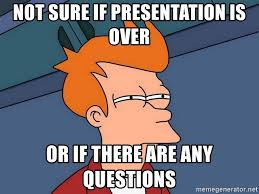 NOT SURE IF PRESENTATION IS
OVER
OR IF THERE ARE ANY
QUESTIONS
memegenerator.net